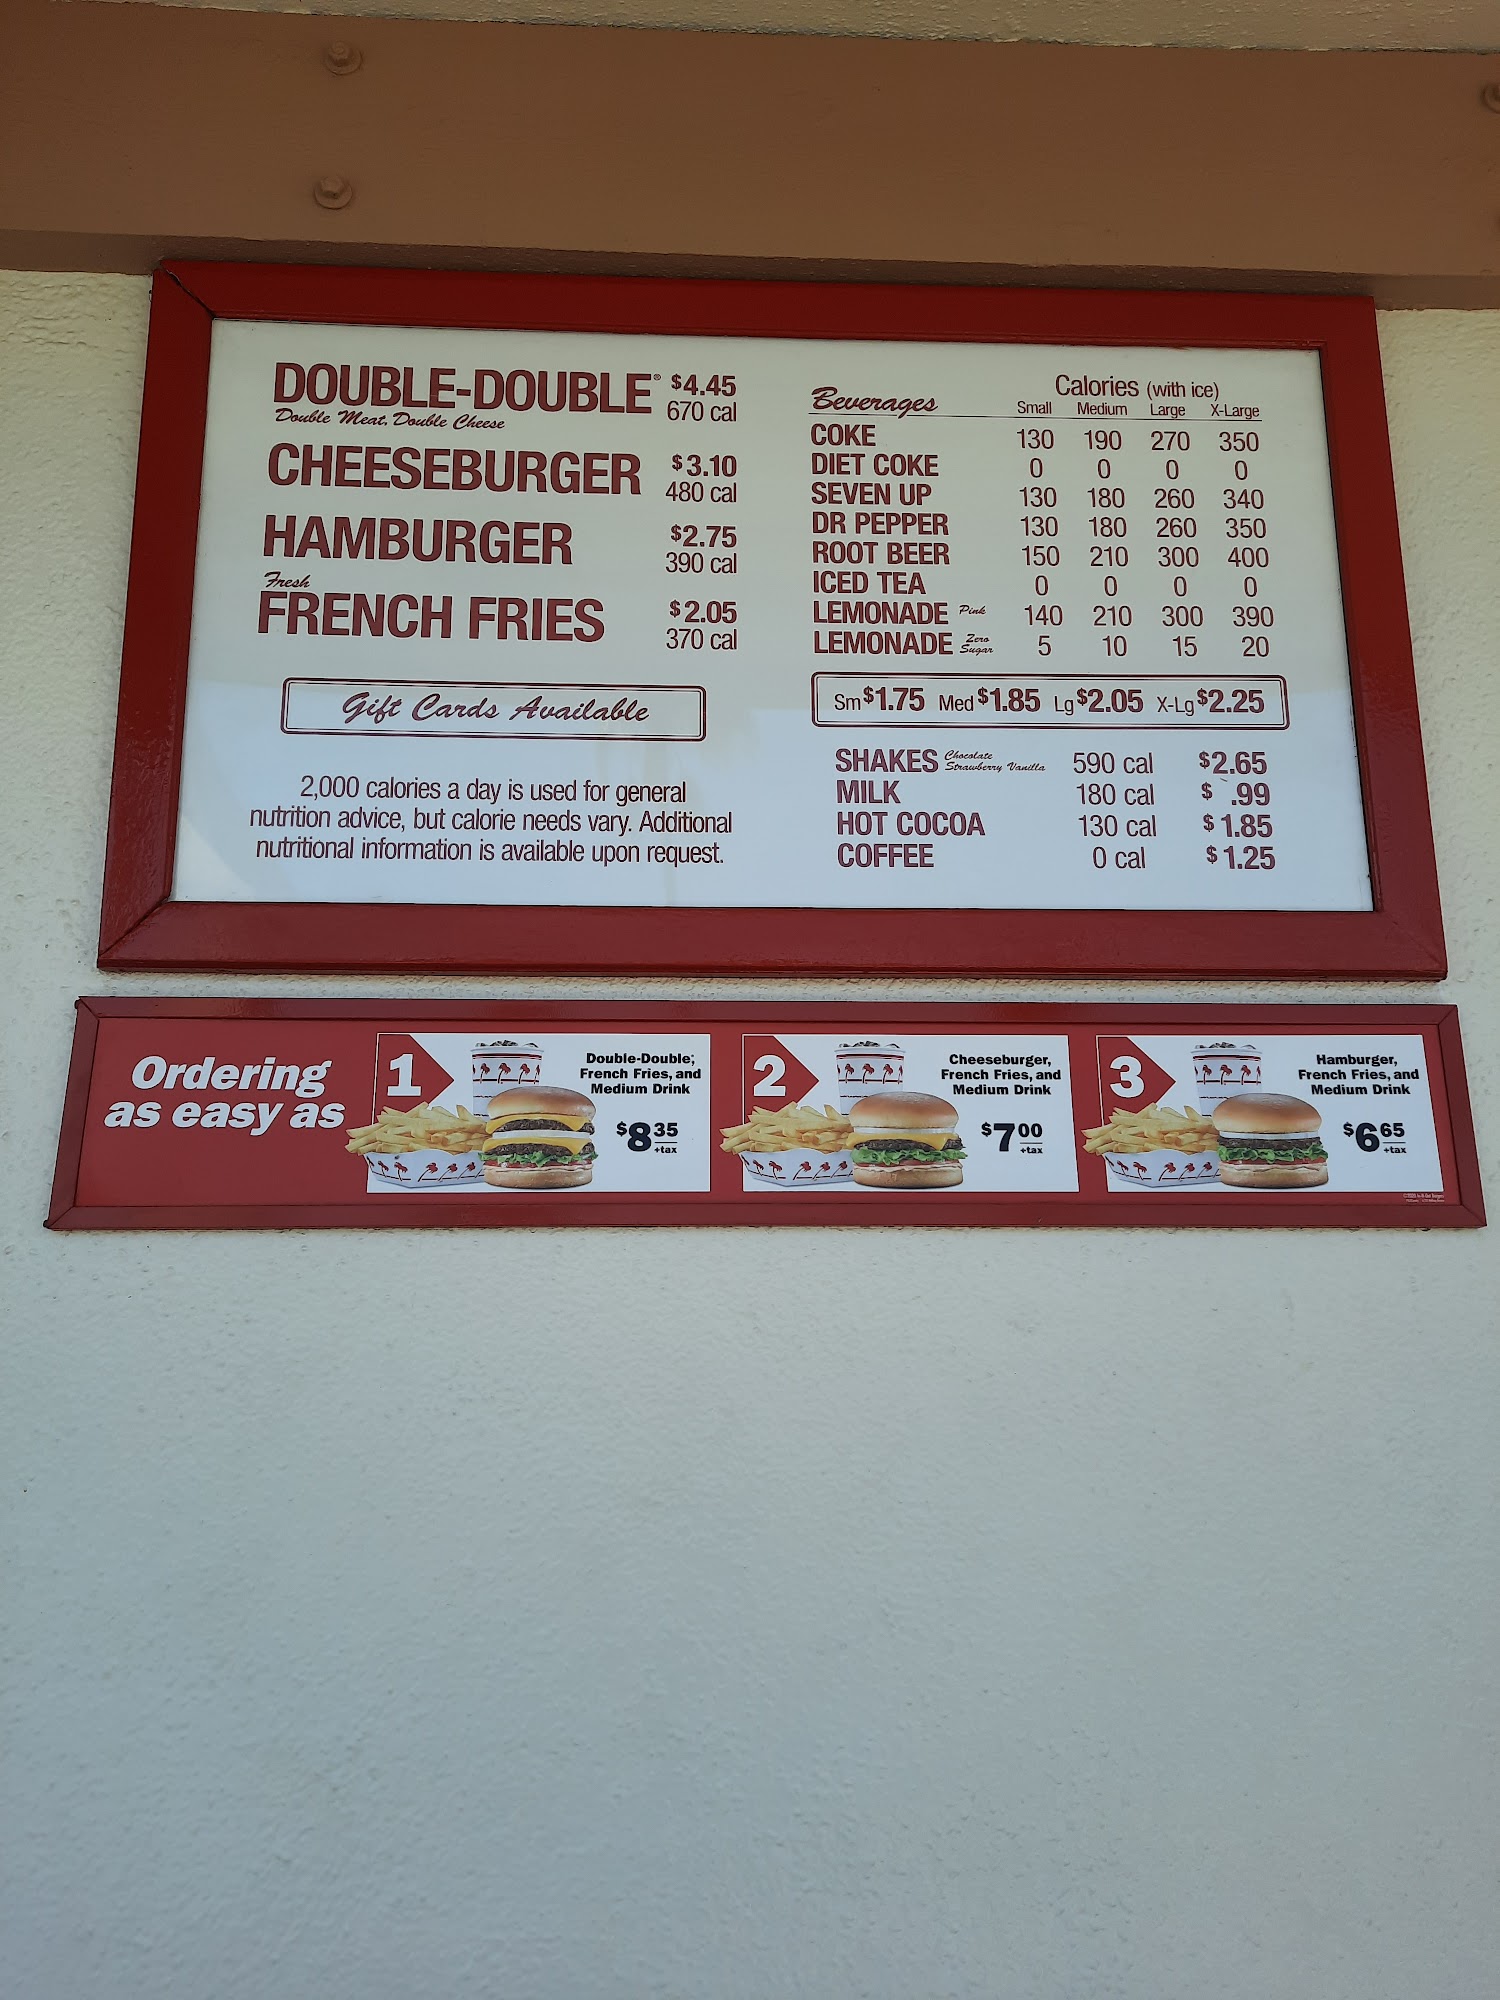 DOUBLE-DOUBLE® $4.45
Double Meat, Double Cheese 670 cal
CHEESEBURGER $3.10
480 cal
HAMBURGER $2.75
390 cal
Fresh
FRENCH FRIES $2.05
370 cal
Gift Cards Available
2,000 calories a day is used for general
nutrition advice, but calorie needs vary. Additional
nutritional information is available upon request.
Calories (with ice)
Beverages Small Medium Large X-Large
COKE 130 190 270 350
DIET COKE 0 0 0 0
SEVEN UP 130 180 260 340
DR PEPPER 130 180 260 350
ROOT BEER 150 210 300 400
ICED TEA 0 0 0 0
LEMONADE Pink 140 210 300 390
LEMONADE Zero Sugar 5 10 15 20
Sm $1.75 Med $1.85 Lg $2.05 X-Lg $2.25
SHAKES Chocolate Strawberry Vanilla 590 cal $2.65
MILK 180 cal $ .99
HOT COCOA 130 cal $1.85
COFFEE 0 cal $1.25
Ordering
as easy as
1
Double-Double,®
French Fries, and
Medium Drink
$8 35
+tax
2
Cheeseburger,
French Fries, and
Medium Drink
$7 00
+tax
3
Hamburger,
French Fries, and
Medium Drink
$6 65
+tax